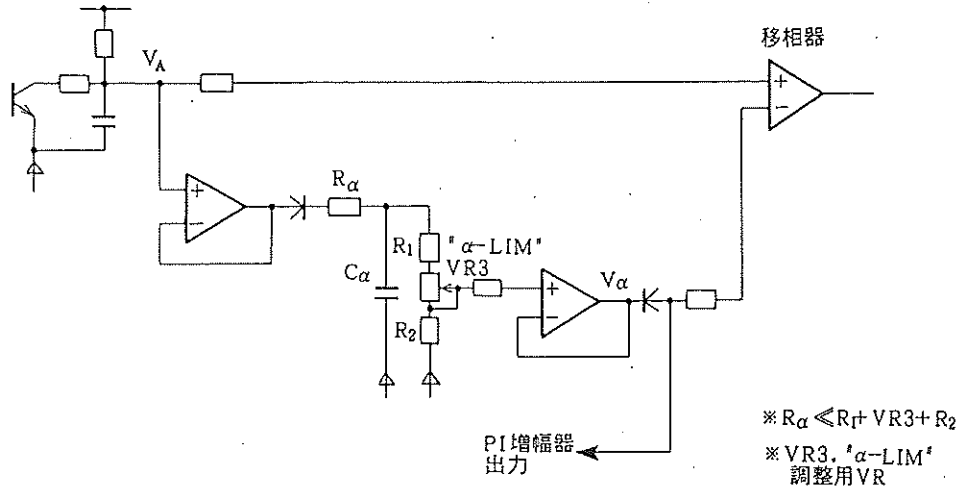 移相器
V_A
+
−
+
−
Rα
R₁
"α-LIM"
VR3
Cα
R₂
Vα
+
−
PI増幅器
出力
※Rα≪R₁+VR3+R₂
※VR3. "α-LIM"
調整用VR